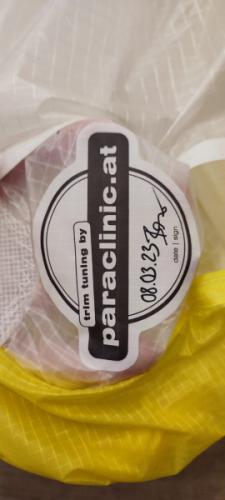 trim tuning by
paraclinic.at
08.03.23
date | sign